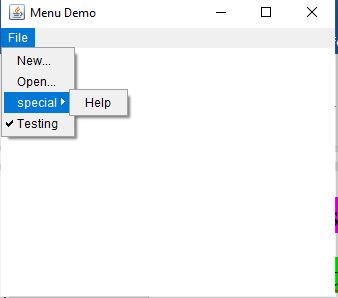 Menu Demo
File
New...
Open...
special
Help
Testing